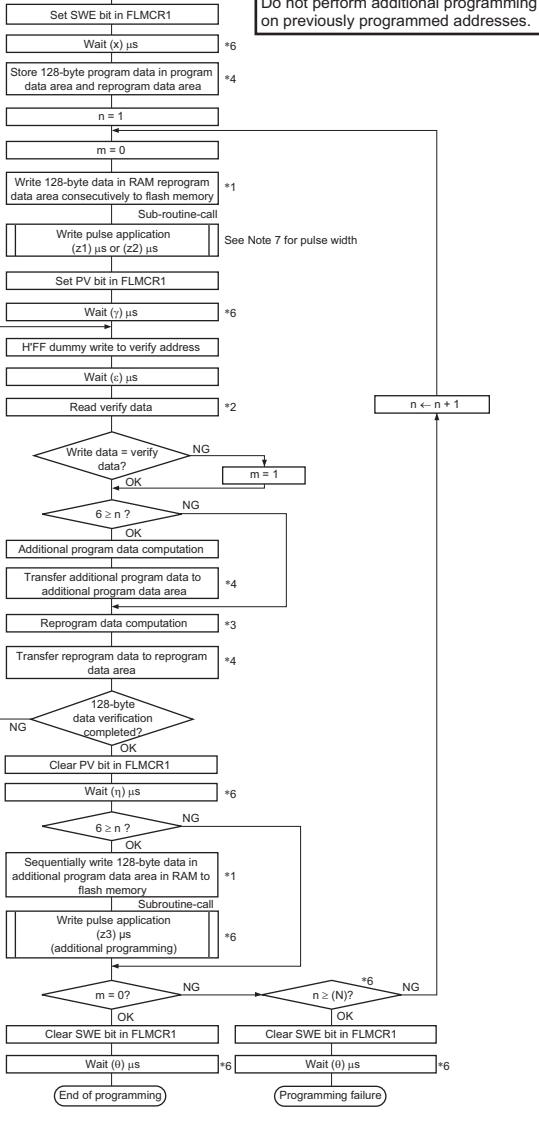 Do not perform additional programming
on previously programmed addresses.
Set SWE bit in FLMCR1
Wait (x) μs
*6
Store 128-byte program data in program
data area and reprogram data area
*4
n = 1
m = 0
Write 128-byte data in RAM reprogram
data area consecutively to flash memory
*1
Sub-routine-call
Write pulse application
(z1) μs or (z2) μs
See Note 7 for pulse width
Set PV bit in FLMCR1
Wait (γ) μs
*6
H'FF dummy write to verify address
Wait (ε) μs
Read verify data
*2
n ← n + 1
Write data = verify
data?
NG
m = 1
OK
6 ≥ n ?
NG
OK
Additional program data computation
Transfer additional program data to
additional program data area
*4
Reprogram data computation
*3
Transfer reprogram data to reprogram
data area
*4
128-byte
data verification
completed?
NG
OK
Clear PV bit in FLMCR1
Wait (η) μs
*6
6 ≥ n ?
NG
OK
Sequentially write 128-byte data in
additional program data area in RAM to
flash memory
*1
Subroutine-call
Write pulse application
(z3) μs
(additional programming)
*6
m = 0?
NG
n ≥ (N)?
*6
NG
OK
OK
Clear SWE bit in FLMCR1
Clear SWE bit in FLMCR1
Wait (θ) μs
*6
Wait (θ) μs
*6
End of programming
Programming failure